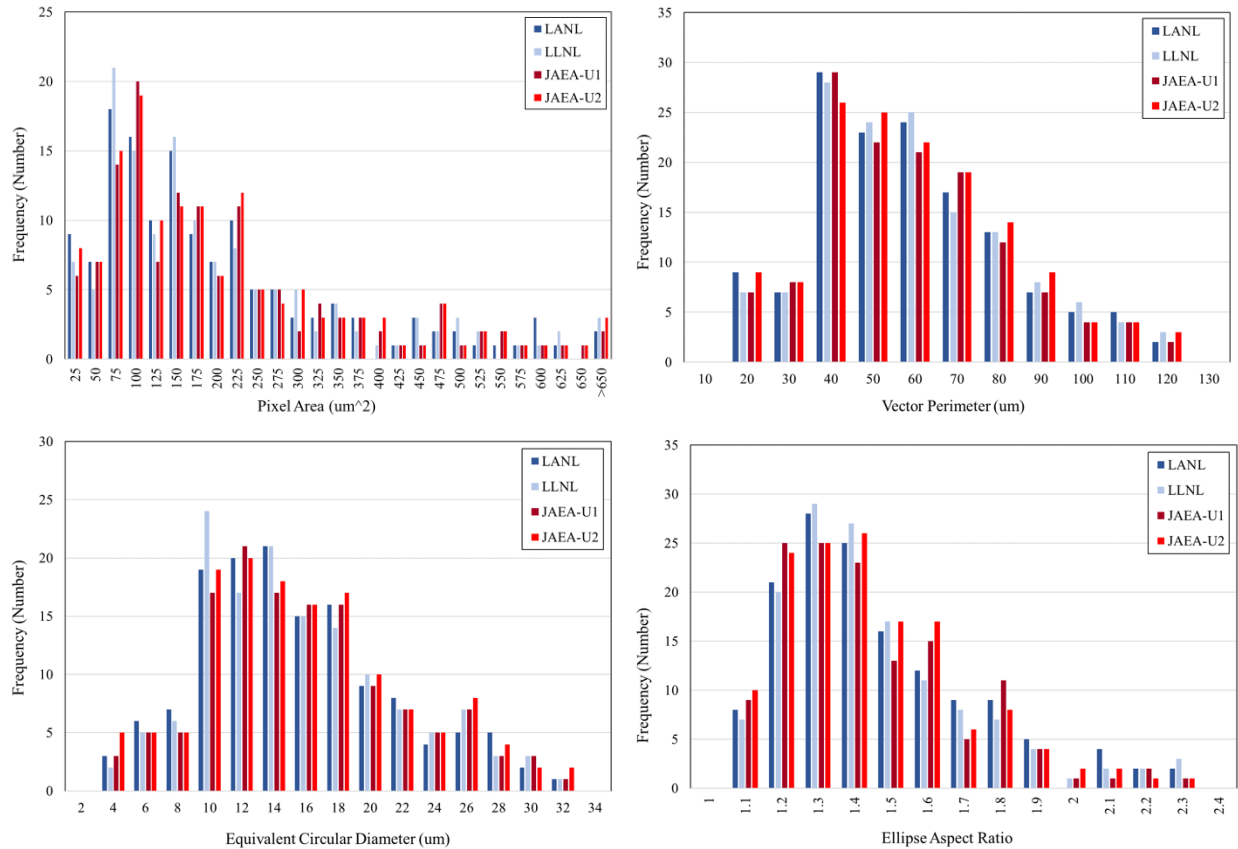 25
20
15
10
5
0
Frequency (Number)
LANL
LLNL
JAEA-U1
JAEA-U2
25 50 75 100 125 150 175 200 225 250 275 300 325 350 375 400 425 450 475 500 525 550 575 600 625 650 >650
Pixel Area (um^2)
35
30
25
20
15
10
5
0
Frequency (Number)
LANL
LLNL
JAEA-U1
JAEA-U2
10 20 30 40 50 60 70 80 90 100 110 120 130
Vector Perimeter (um)
30
25
20
15
10
5
0
Frequency (Number)
LANL
LLNL
JAEA-U1
JAEA-U2
2 4 6 8 10 12 14 16 18 20 22 24 26 28 30 32 34
Equivalent Circular Diameter (um)
35
30
25
20
15
10
5
0
Frequency (Number)
LANL
LLNL
JAEA-U1
JAEA-U2
1 1.1 1.2 1.3 1.4 1.5 1.6 1.7 1.8 1.9 2 2.1 2.2 2.3 2.4
Ellipse Aspect Ratio